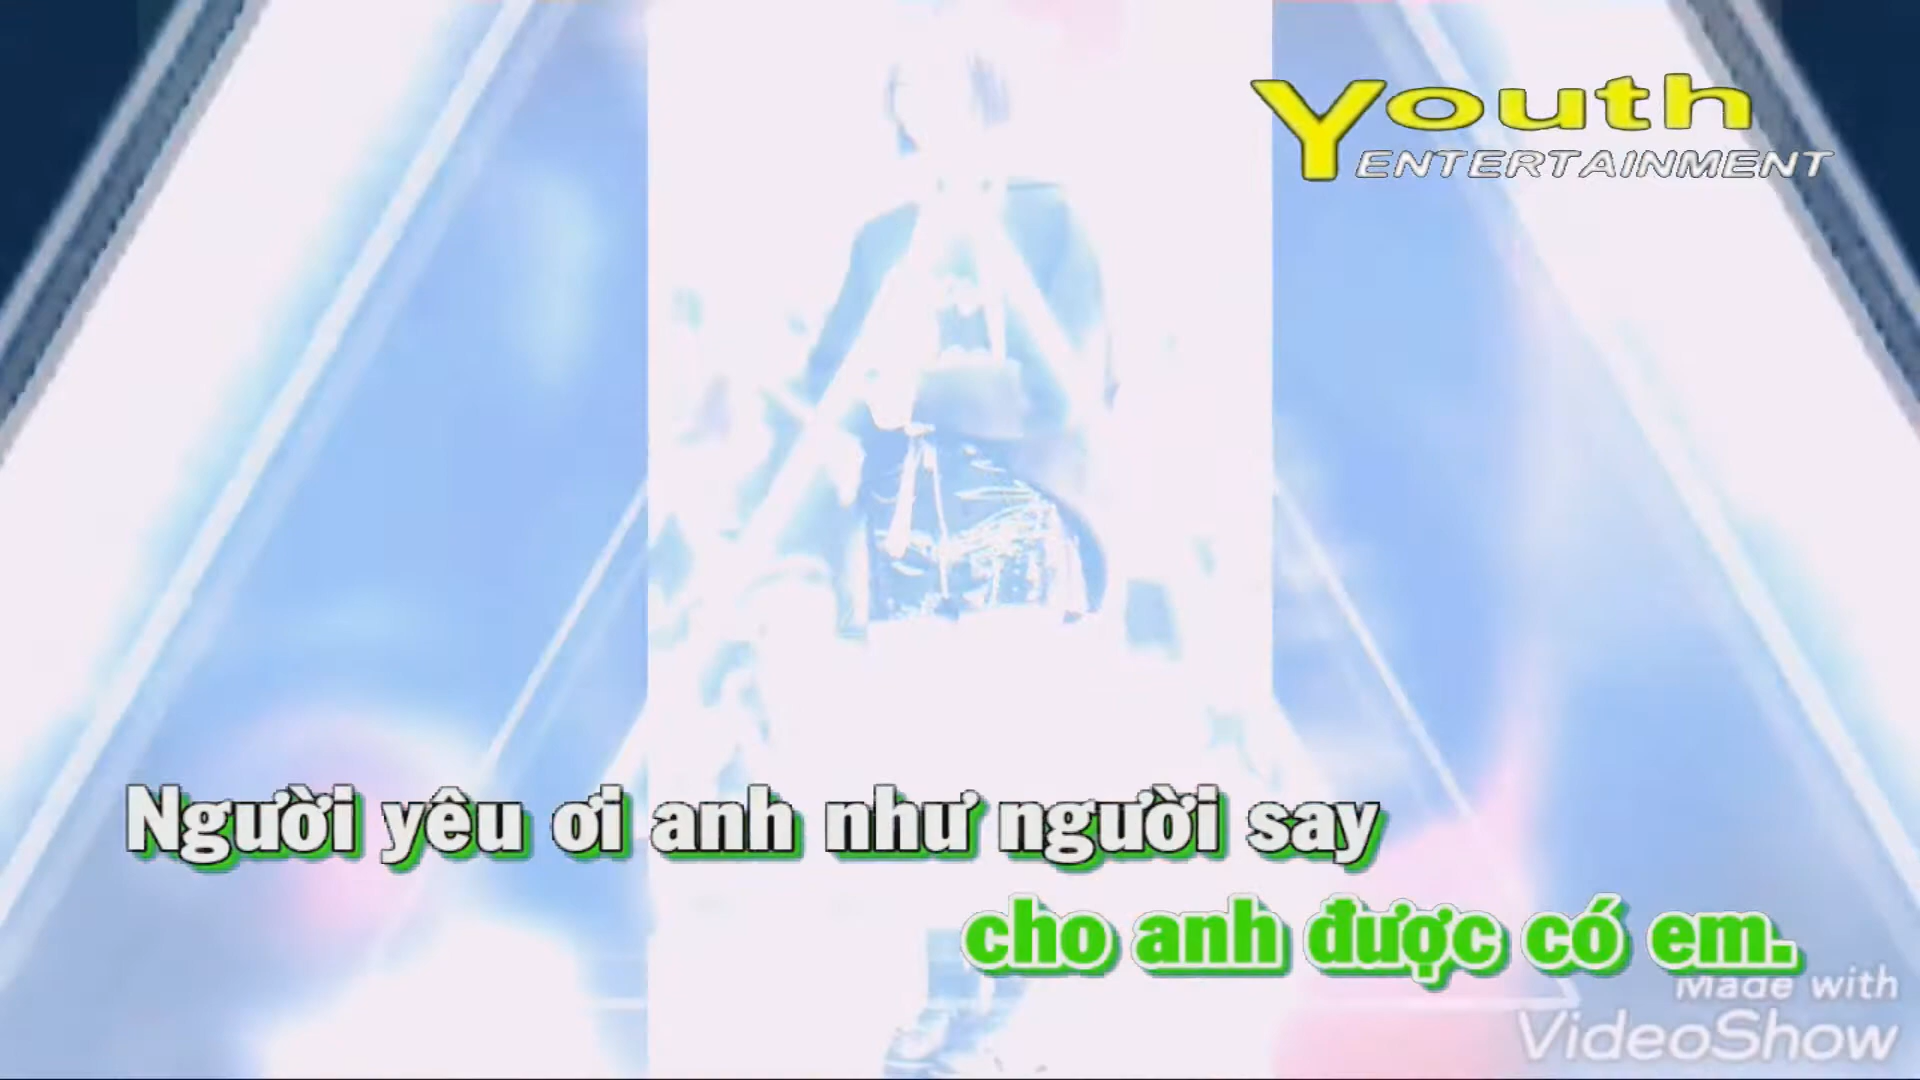 Youth
ENTERTAINMENT
Người yêu ơi anh như người say
cho anh được có em.
Made with
VideoShow